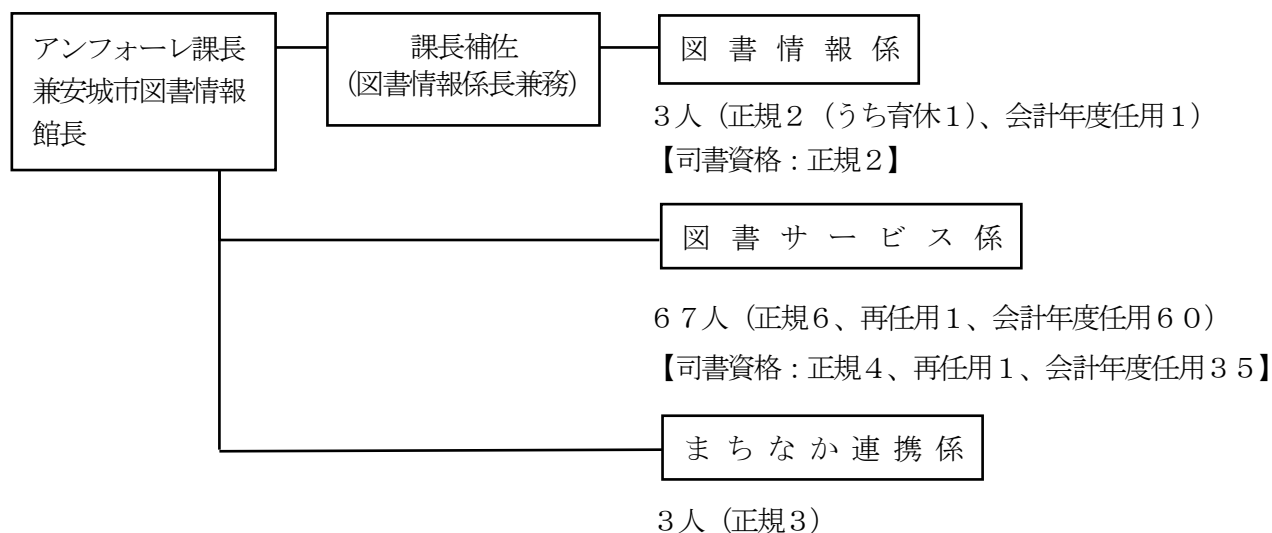 アンフォーレ課長
兼安城市図書情報
館長
課長補佐
(図書情報係長兼務)
図書情報係
3人（正規2（うち育休1）、会計年度任用1）
【司書資格：正規2】
図書サービス係
67人（正規6、再任用1、会計年度任用60）
【司書資格：正規4、再任用1、会計年度任用35】
まちなか連携係
3人（正規3）